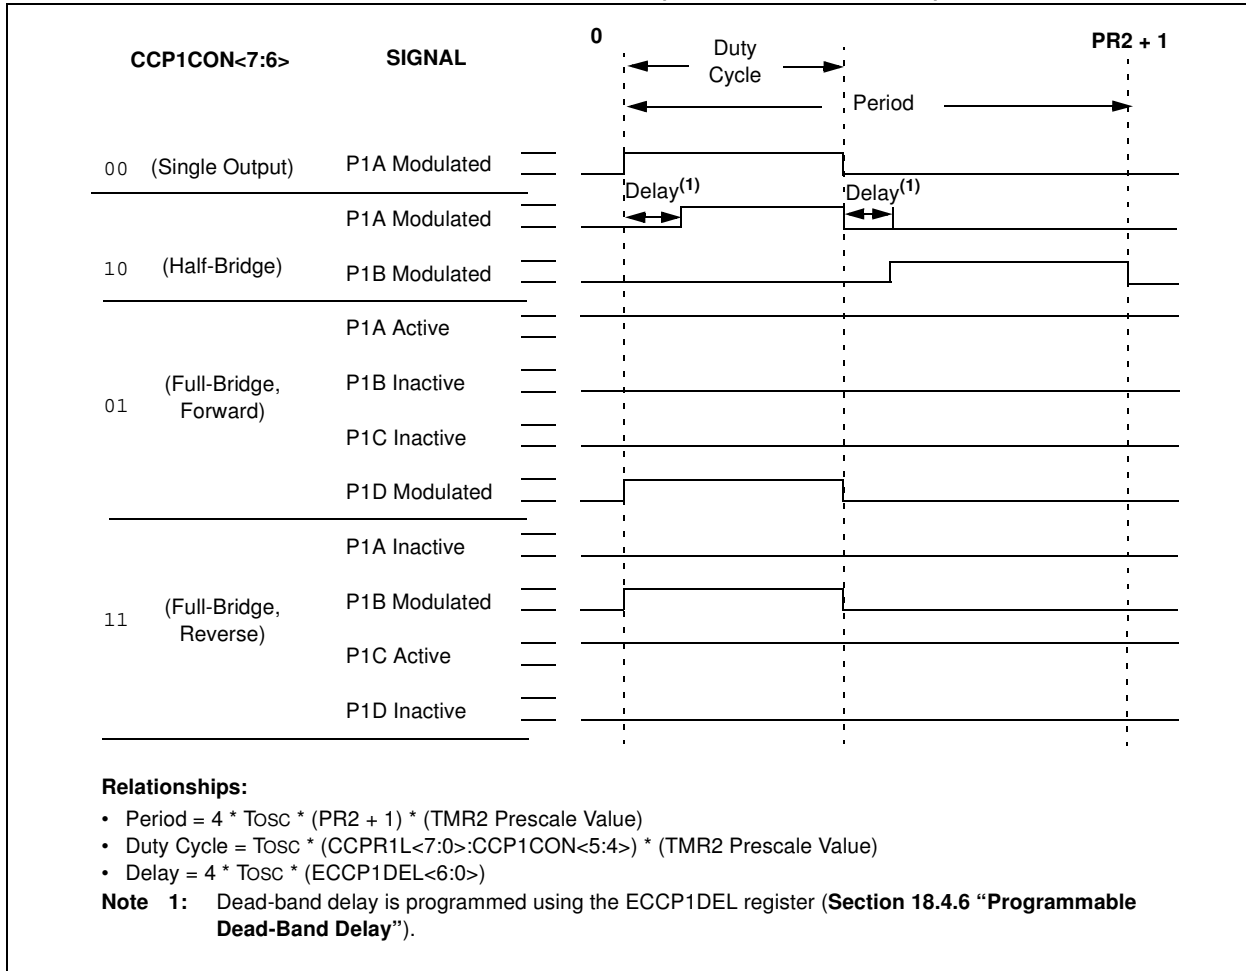 0
PR2 + 1
CCP1CON<7:6>
SIGNAL
Duty
Cycle
Period
00 (Single Output) P1A Modulated
Delay(1)
Delay(1)
P1A Modulated
10 (Half-Bridge)
P1B Modulated
P1A Active
01 (Full-Bridge,
Forward)
P1B Inactive
P1C Inactive
P1D Modulated
P1A Inactive
11 (Full-Bridge,
Reverse)
P1B Modulated
P1C Active
P1D Inactive
Relationships:
• Period = 4 * TOSC * (PR2 + 1) * (TMR2 Prescale Value)
• Duty Cycle = TOSC * (CCPR1L<7:0>:CCP1CON<5:4>) * (TMR2 Prescale Value)
• Delay = 4 * TOSC * (ECCP1DEL<6:0>)
Note 1: Dead-band delay is programmed using the ECCP1DEL register (Section 18.4.6 “Programmable
Dead-Band Delay”).